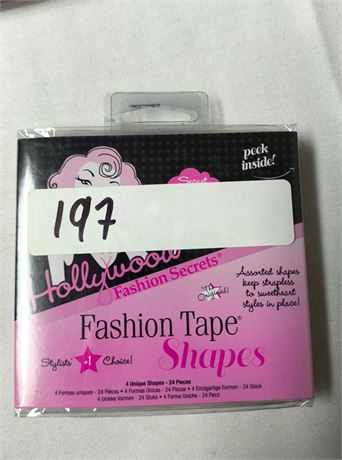 peek
inside!
Secret
197
Hollywood
Fashion Secrets®
Original!
Assorted shapes
keep strapless
to sweetheart
styles in place!
Fashion Tape®
Shapes
Stylists' #1 Choice!
4 Unique Shapes - 24 Pieces
4 Formes uniques - 24 Pièces • 4 Formas Únicas - 24 Piezas • 4 Einzigartige Formen - 24 Stück
4 Unieke Vormen - 24 Stuks • 4 Forme Uniche - 24 Pezzi